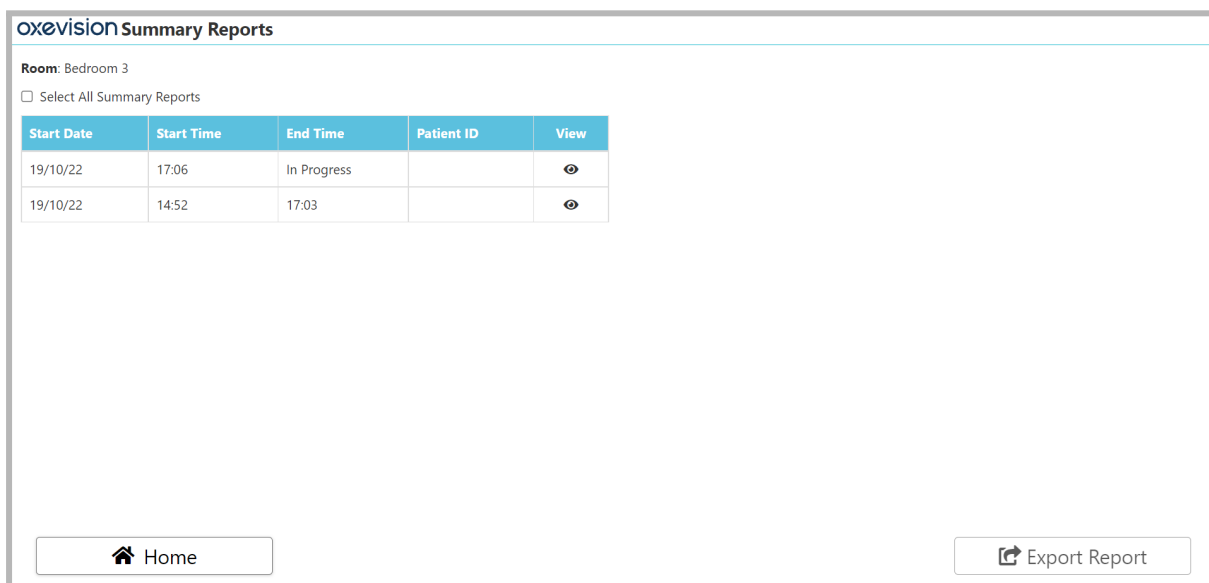 oxevision Summary Reports
Room: Bedroom 3
Select All Summary Reports
Start Date Start Time End Time Patient ID View
19/10/22 17:06 In Progress
19/10/22 14:52 17:03
Home Export Report